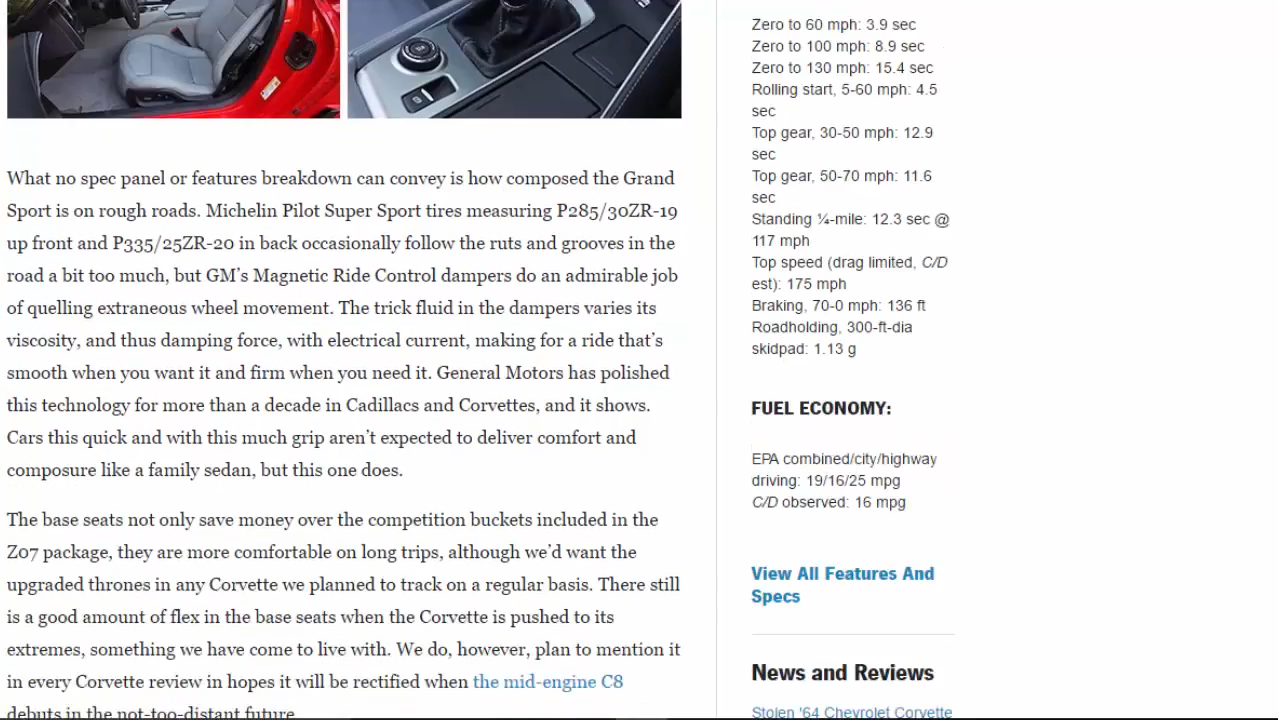 What no spec panel or features breakdown can convey is how composed the Grand
Sport is on rough roads. Michelin Pilot Super Sport tires measuring P285/30ZR-19
up front and P335/25ZR-20 in back occasionally follow the ruts and grooves in the
road a bit too much, but GM’s Magnetic Ride Control dampers do an admirable job
of quelling extraneous wheel movement. The trick fluid in the dampers varies its
viscosity, and thus damping force, with electrical current, making for a ride that’s
smooth when you want it and firm when you need it. General Motors has polished
this technology for more than a decade in Cadillacs and Corvettes, and it shows.
Cars this quick and with this much grip aren’t expected to deliver comfort and
composure like a family sedan, but this one does.
The base seats not only save money over the competition buckets included in the
Z07 package, they are more comfortable on long trips, although we’d want the
upgraded thrones in any Corvette we planned to track on a regular basis. There still
is a good amount of flex in the base seats when the Corvette is pushed to its
extremes, something we have come to live with. We do, however, plan to mention it
in every Corvette review in hopes it will be rectified when the mid-engine C8
debuts in the not-too-distant future.
Zero to 60 mph: 3.9 sec
Zero to 100 mph: 8.9 sec
Zero to 130 mph: 15.4 sec
Rolling start, 5-60 mph: 4.5
sec
Top gear, 30-50 mph: 12.9
sec
Top gear, 50-70 mph: 11.6
sec
Standing ¼-mile: 12.3 sec @
117 mph
Top speed (drag limited, C/D
est): 175 mph
Braking, 70-0 mph: 136 ft
Roadholding, 300-ft-dia
skidpad: 1.13 g
FUEL ECONOMY:
EPA combined/city/highway
driving: 19/16/25 mpg
C/D observed: 16 mpg
View All Features And
Specs
News and Reviews
Stolen '64 Chevrolet Corvette